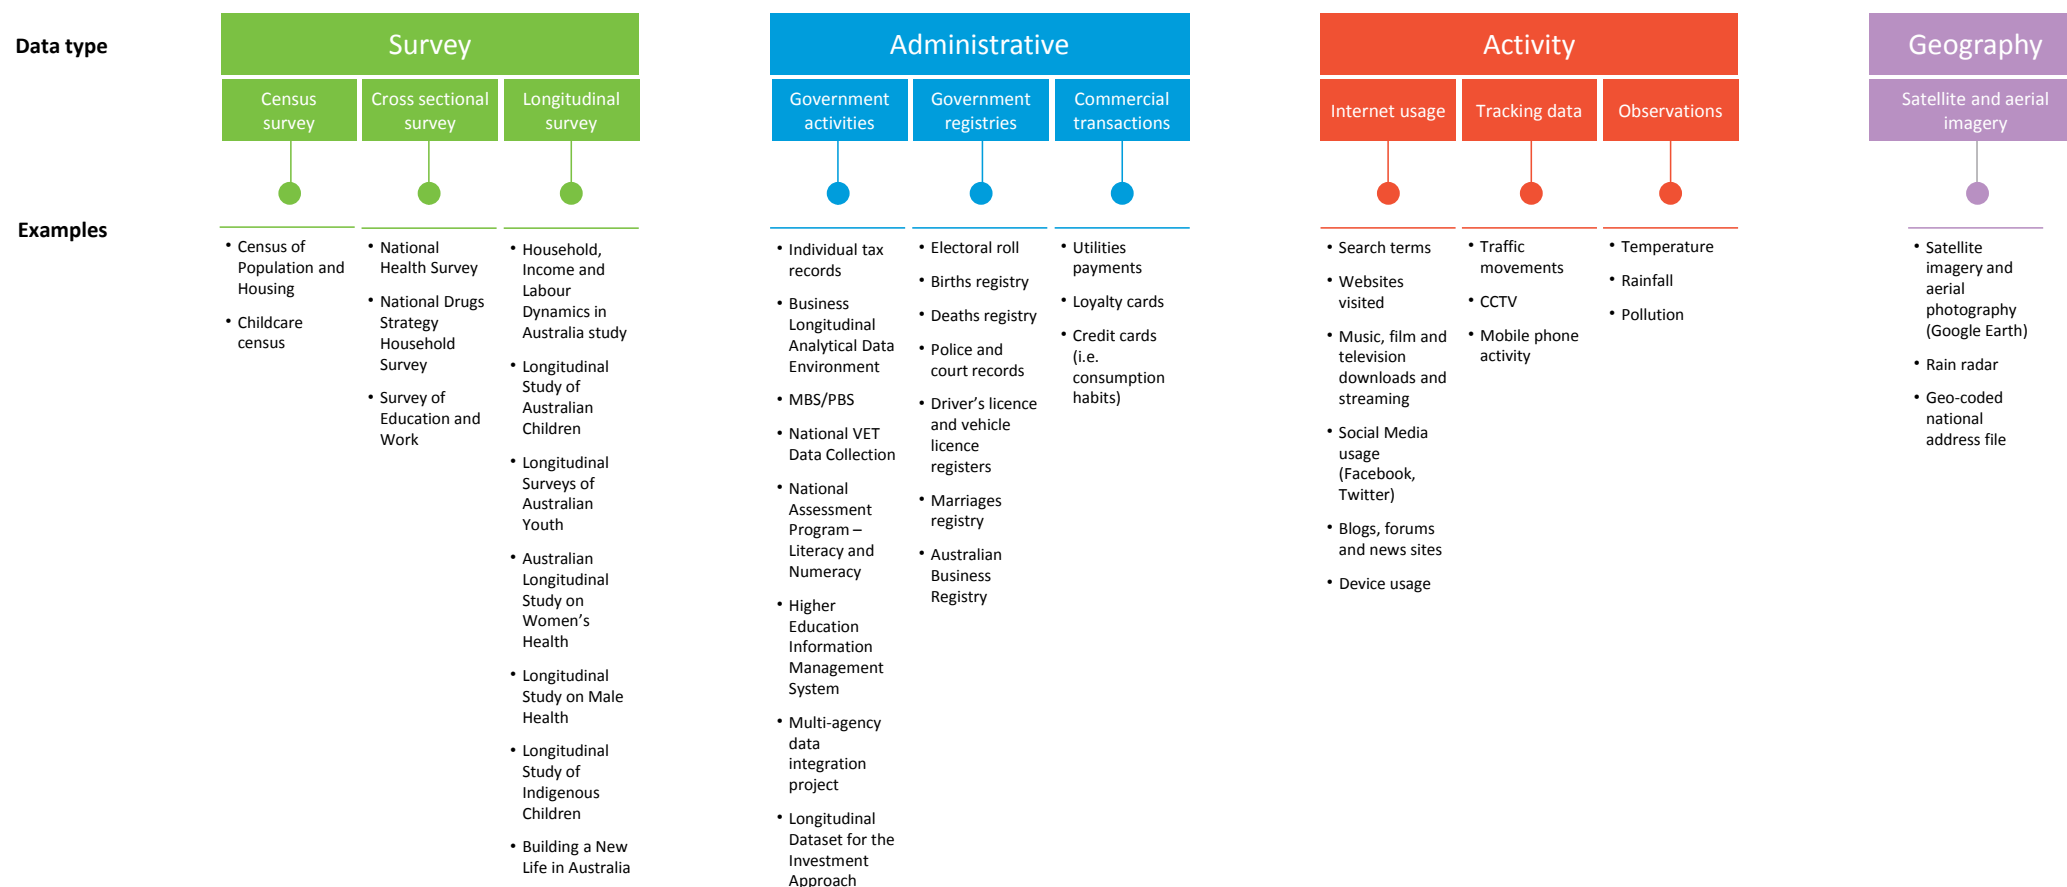 Data type
Survey
Administrative
Activity
Geography
Census
survey
Cross sectional
survey
Longitudinal
survey
Government
activities
Government
registries
Commercial
transactions
Internet usage
Tracking data
Observations
Satellite and aerial
imagery
Examples
• Census of
Population and
Housing
• Childcare
census
• National
Health Survey
• National Drugs
Strategy
Household
Survey
• Survey of
Education and
Work
• Household,
Income and
Labour
Dynamics in
Australia study
• Longitudinal
Study of
Australian
Children
• Longitudinal
Surveys of
Australian
Youth
• Australian
Longitudinal
Study on
Women's
Health
• Longitudinal
Study on Male
Health
• Longitudinal
Study of
Indigenous
Children
• Building a New
Life in Australia
• Individual tax
records
• Business
Longitudinal
Analytical Data
Environment
• MBS/PBS
• National VET
Data Collection
• National
Assessment
Program –
Literacy and
Numeracy
• Higher
Education
Information
Management
System
• Multi-agency
data
integration
project
• Longitudinal
Dataset for the
Investment
Approach
• Electoral roll
• Births registry
• Deaths registry
• Police and
court records
• Driver's licence
and vehicle
licence
registers
• Marriages
registry
• Australian
Business
Registry
• Utilities
payments
• Loyalty cards
• Credit cards
(i.e.
consumption
habits)
• Search terms
• Websites
visited
• Music, film and
television
downloads and
streaming
• Social Media
usage
(Facebook,
Twitter)
• Blogs, forums
and news sites
• Device usage
• Traffic
movements
• CCTV
• Mobile phone
activity
• Temperature
• Rainfall
• Pollution
• Satellite
imagery and
aerial
photography
(Google Earth)
• Rain radar
• Geo-coded
national
address file